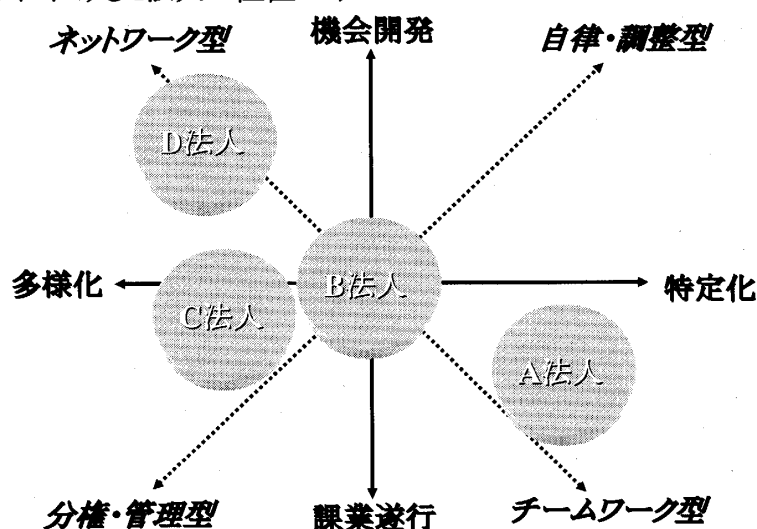 ネットワーク型
機会開発
自律・調整型
D法人
多様化
C法人
B法人
特定化
A法人
分権・管理型
課業遂行
チームワーク型